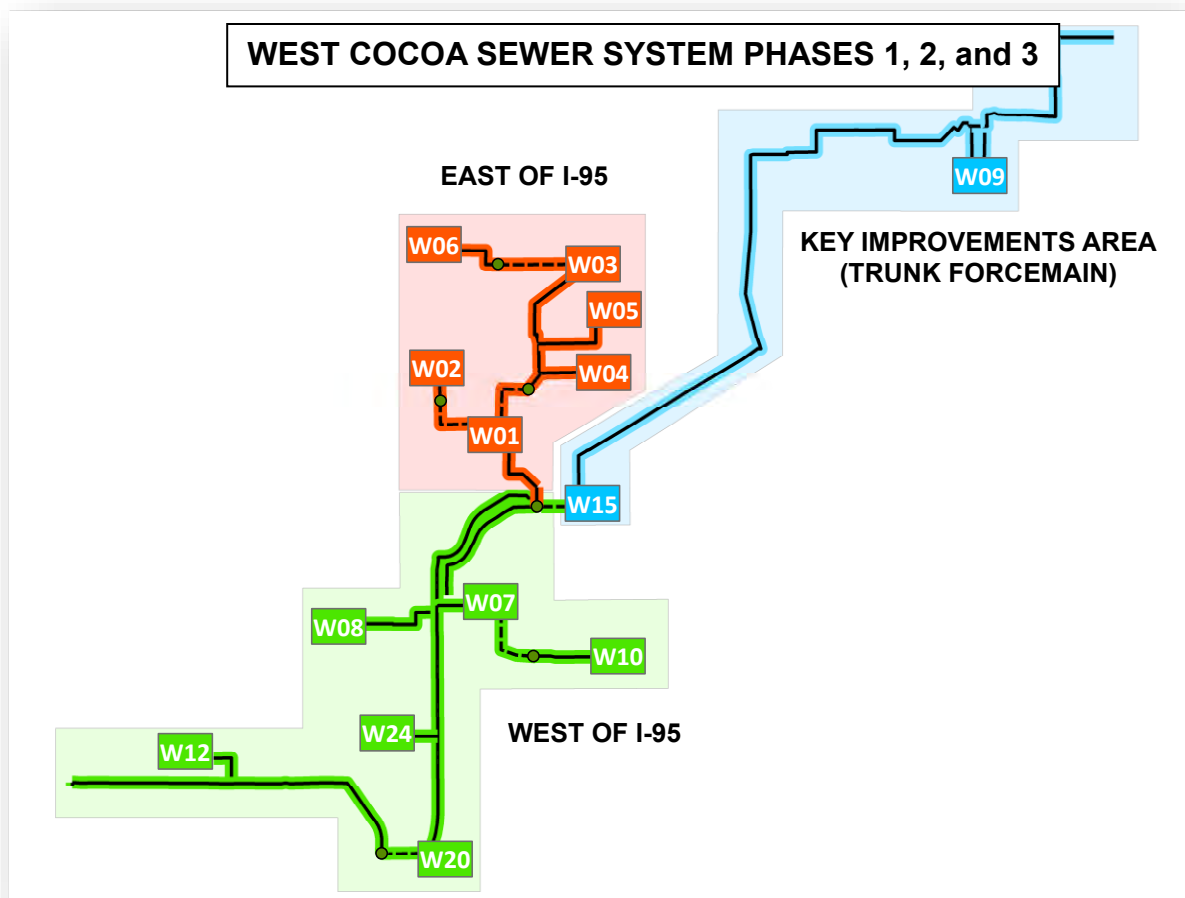 WEST COCOA SEWER SYSTEM PHASES 1, 2, and 3
W09
EAST OF I-95
KEY IMPROVEMENTS AREA
(TRUNK FORCEMAIN)
W06
W03
W05
W02
W04
W01
W15
W07
W08
W10
W24
WEST OF I-95
W12
W20